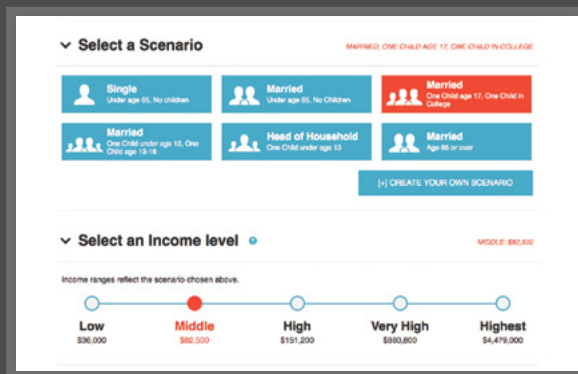 Select a Scenario
MARRIED, ONE CHILD AGE 17, ONE CHILD IN COLLEGE
Single
Under age 65, No children
Married
Under age 65, No Children
Married
One Child age 17, One Child in
College
Married
One Child under age 13, One
Child age 13-16
Head of Household
One Child under age 13
Married
Age 65 or over
[+] CREATE YOUR OWN SCENARIO
Select an Income level ?
MIDDLE: $82,500
Income ranges reflect the scenario chosen above.
Low
$36,000
Middle
$82,500
High
$151,200
Very High
$880,800
Highest
$4,479,000